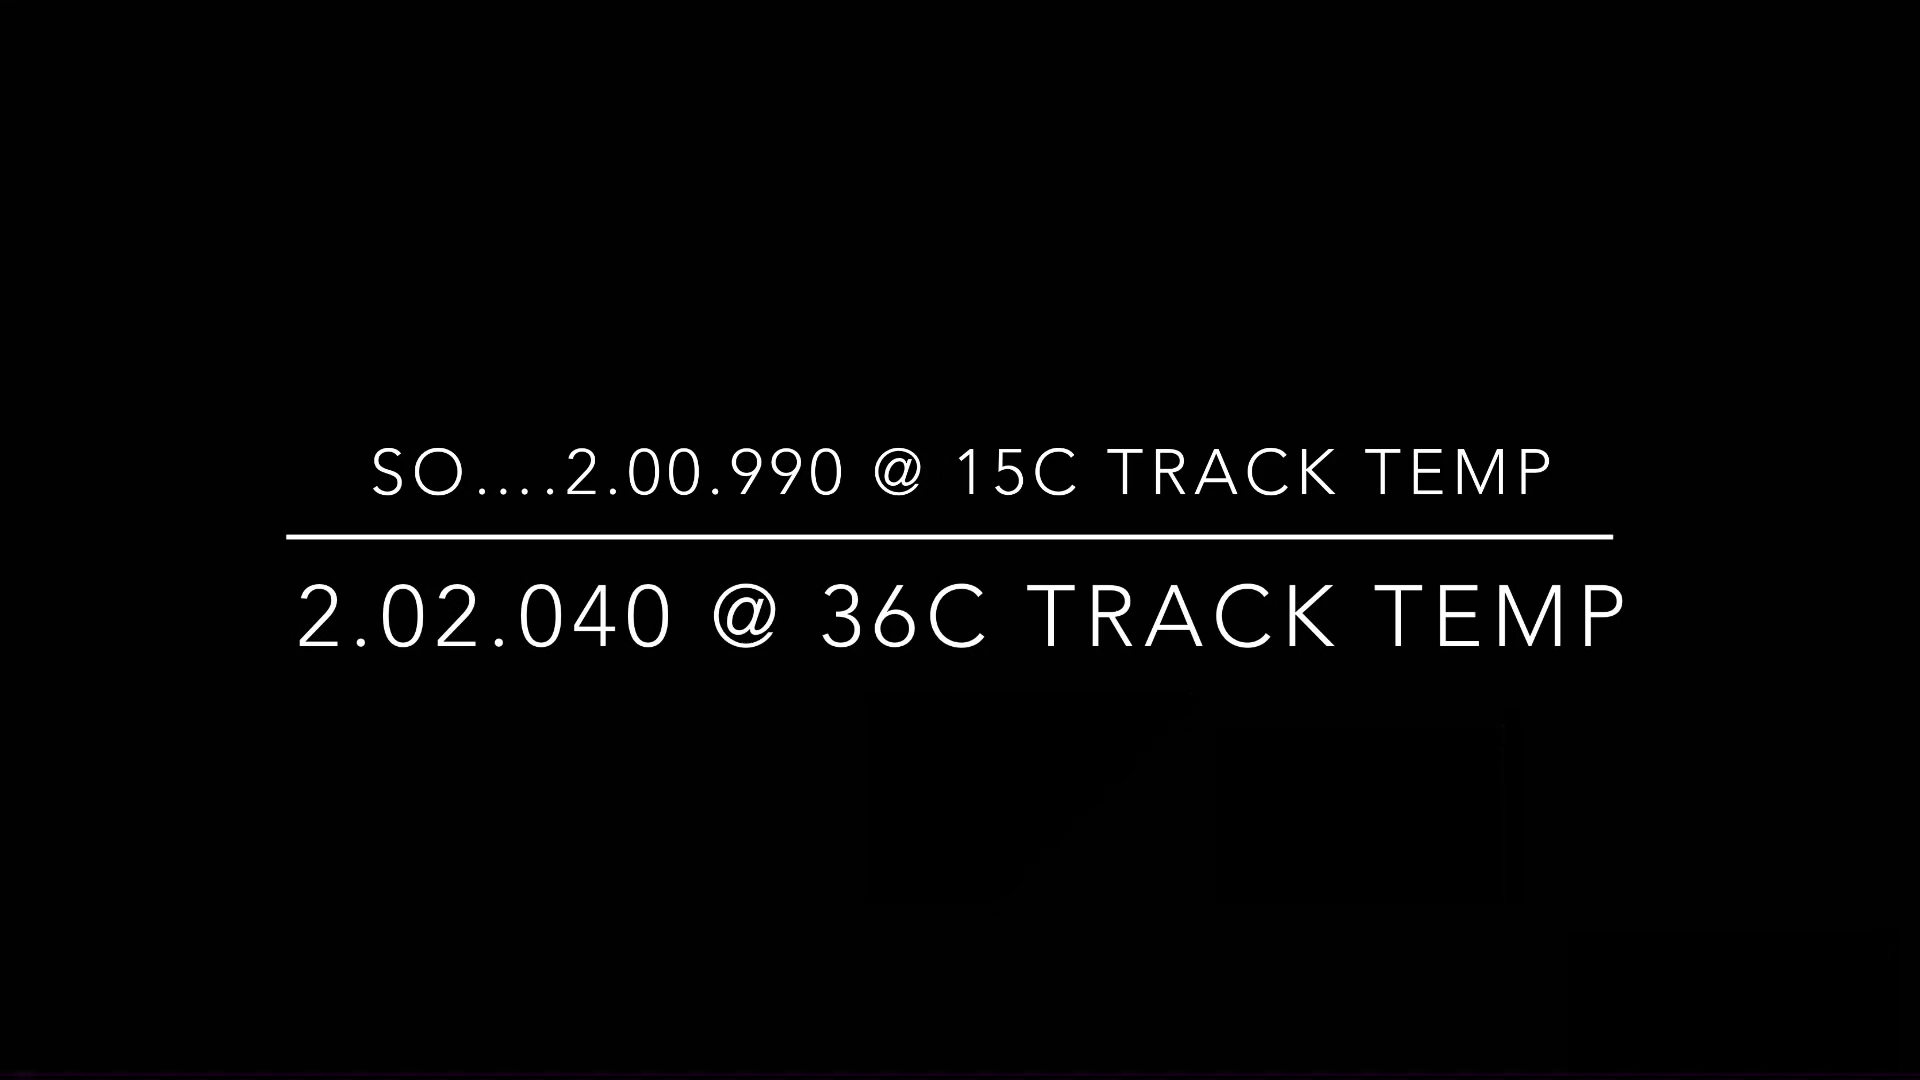 SO....2.00.990 @ 15C TRACK TEMP
2.02.040 @ 36C TRACK TEMP